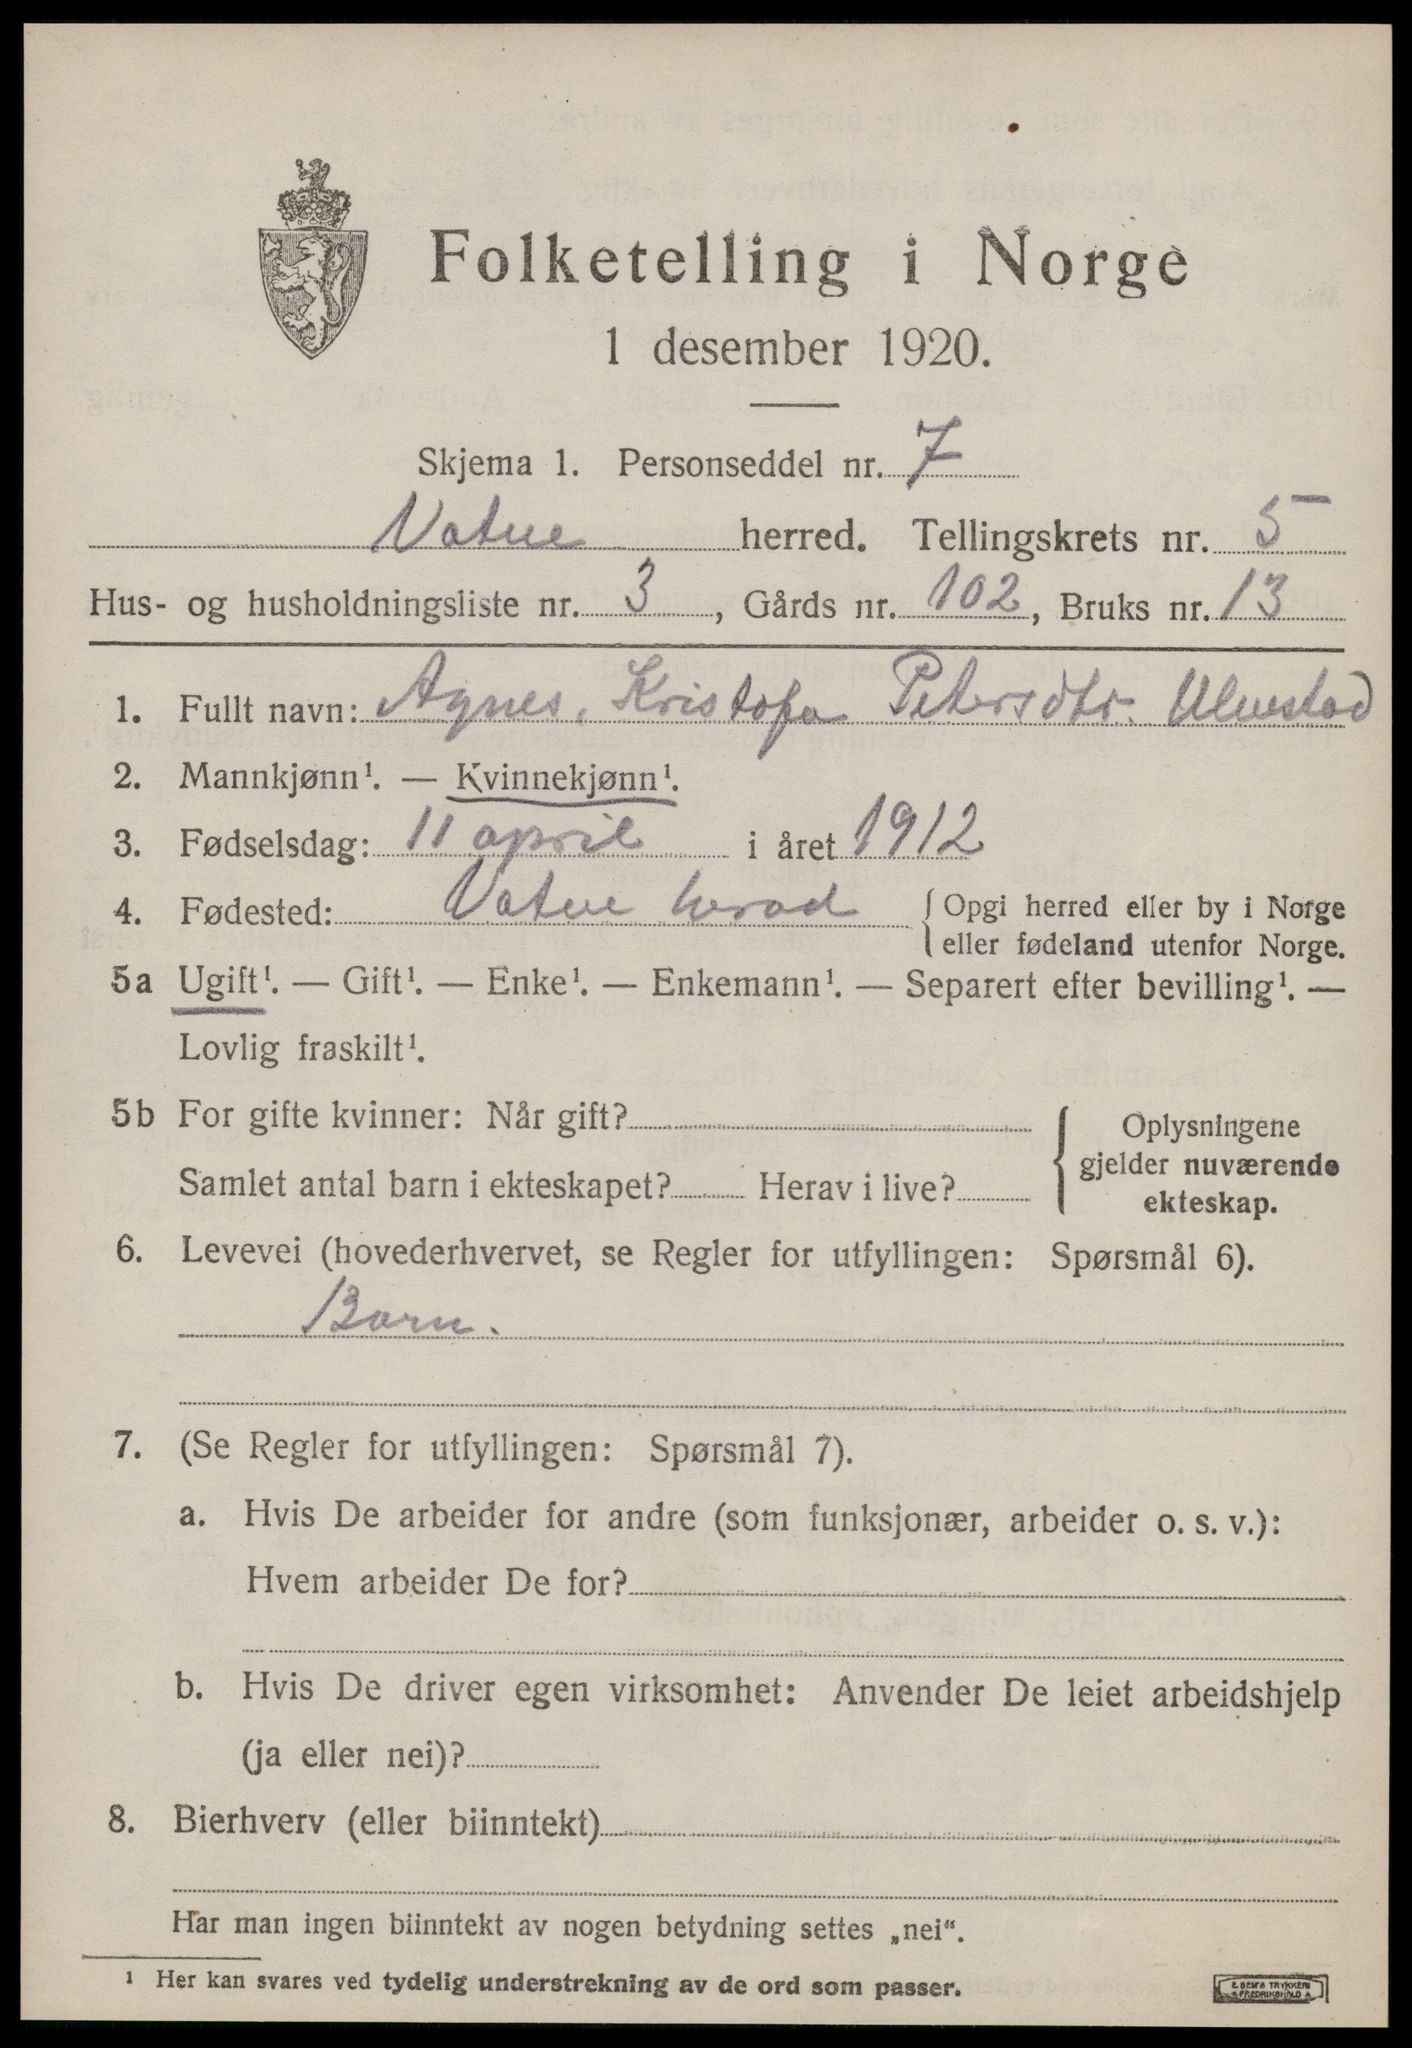 Folketelling i Norge
1 desember 1920.
Skjema 1. Personseddel nr. 7
Vatne herred. Tellingskrets nr. 5
Hus- og husholdningsliste nr. 3, Gårds nr. 102, Bruks nr. 13
1. Fullt navn: Agnes, Kristofa Petersdtr. Ulvestad
2. Mannkjønn¹. — Kvinnekjønn¹.
3. Fødselsdag: 11 april i året 1912
4. Fødested: Vatne herad { Opgi herred eller by i Norge
eller fødeland utenfor Norge.
5a Ugift¹. — Gift¹. — Enke¹. — Enkemann¹. — Separert efter bevilling¹. —
Lovlig fraskilt¹.
5b For gifte kvinner: Når gift? { Oplysningene
gjelder nuværende
Samlet antal barn i ekteskapet? Herav i live? ekteskap.
6. Levevei (hovederhvervet, se Regler for utfyllingen: Spørsmål 6).
Barn.
7. (Se Regler for utfyllingen: Spørsmål 7).
a. Hvis De arbeider for andre (som funksjonær, arbeider o. s. v.):
Hvem arbeider De for?
b. Hvis De driver egen virksomhet: Anvender De leiet arbeidshjelp
(ja eller nei)?
8. Bierhverv (eller biinntekt)
Har man ingen biinntekt av nogen betydning settes „nei“.
¹ Her kan svares ved tydelig understrekning av de ord som passer.
E. SEMS TRYKKERI
FREDRIKSHALD